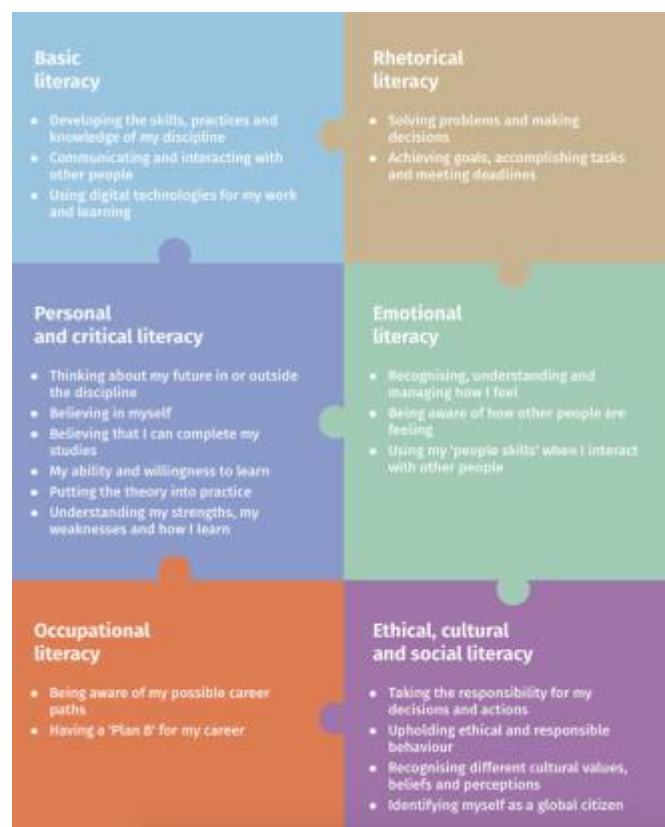 Basic
literacy
• Developing the skills, practices and
knowledge of my discipline
• Communicating and interacting with
other people
• Using digital technologies for my work
and learning
Rhetorical
literacy
• Solving problems and making
decisions
• Achieving goals, accomplishing tasks
and meeting deadlines
Personal
and critical literacy
• Thinking about my future in or outside
the discipline
• Believing in myself
• Believing that I can complete my
studies
• My ability and willingness to learn
• Putting the theory into practice
• Understanding my strengths, my
weaknesses and how I learn
Emotional
literacy
• Recognising, understanding and
managing how I feel
• Being aware of how other people are
feeling
• Using my 'people skills' when I interact
with other people
Occupational
literacy
• Being aware of my possible career
paths
• Having a 'Plan B' for my career
Ethical, cultural
and social literacy
• Taking the responsibility for my
decisions and actions
• Upholding ethical and responsible
behaviour
• Recognising different cultural values,
beliefs and perceptions
• Identifying myself as a global citizen